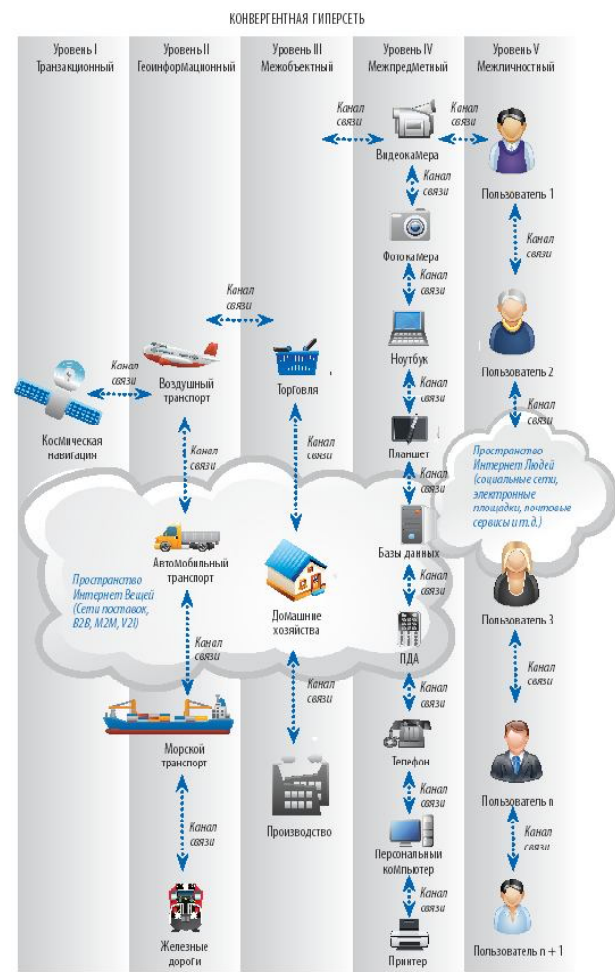 КОНВЕРГЕНТНАЯ ГИПЕРСЕТЬ
Уровень I
Транзакционный
Уровень II
Геоинформационный
Уровень III
Межобъектный
Уровень IV
Межпредметный
Уровень V
Межличностный
Канал
связи
Канал
связи
Видеокамера
Канал
связи
Пользователь 1
Фотокамера
Канал
связи
Канал
связи
Канал
связи
Канал
связи
Ноутбук
Пользователь 2
Канал
связи
Воздушный
транспорт
Торговля
Канал
связи
Канал
связи
Космическая
навигация
Планшет
Канал
связи
Канал
связи
Канал
связи
Пространство
Интернет Людей
(социальные сети,
электронные
площадки, почтовые
сервисы и т.д.)
Базы данных
Автомобильный
транспорт
Канал
связи
Пространство
Интернет Вещей
(Сети поставок,
B2B, M2M, V2I)
Домашние
хозяйства
Пользователь 3
Канал
связи
ПДА
Канал
связи
Канал
связи
Канал
связи
Телефон
Морской
транспорт
Канал
связи
Пользователь n
Производство
Канал
связи
Персональный
компьютер
Канал
связи
Канал
связи
Железные
дороги
Принтер
Пользователь n + 1